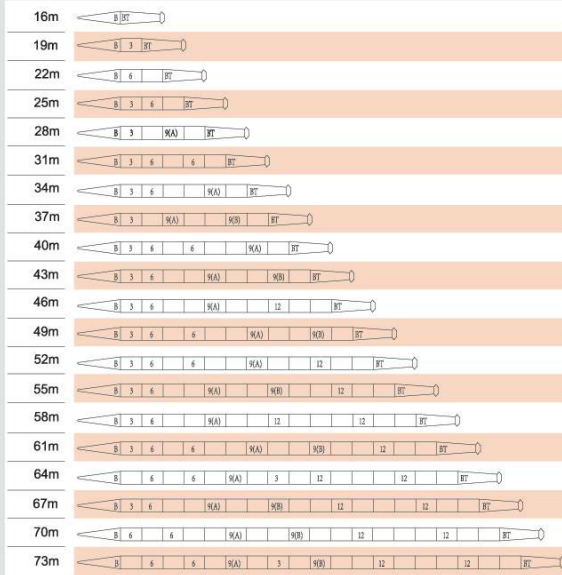 16m B BT
19m B 3 BT
22m B 6 BT
25m B 3 6 BT
28m B 3 9(A) BT
31m B 3 6 6 BT
34m B 3 6 9(A) BT
37m B 3 9(A) 9(B) BT
40m B 3 6 6 9(A) BT
43m B 3 6 9(A) 9(B) BT
46m B 3 6 9(A) 12 BT
49m B 3 6 6 9(A) 9(B) BT
52m B 3 6 6 9(A) 12 BT
55m B 3 6 9(A) 9(B) 12 BT
58m B 3 6 9(A) 12 12 BT
61m B 3 6 6 9(A) 9(B) 12 BT
64m B 6 6 9(A) 3 12 12 BT
67m B 3 6 9(A) 9(B) 12 12 BT
70m B 6 6 9(A) 9(B) 12 12 BT
73m B 3 6 6 9(A) 3 9(B) 12 12 BT